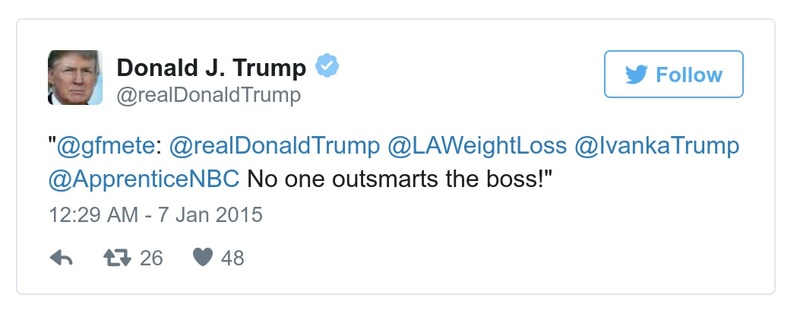 Donald J. Trump
@realDonaldTrump
Follow
"@gfmete: @realDonaldTrump @LAWeightLoss @IvankaTrump
@ApprenticeNBC No one outsmarts the boss!"
12:29 AM - 7 Jan 2015
26 48